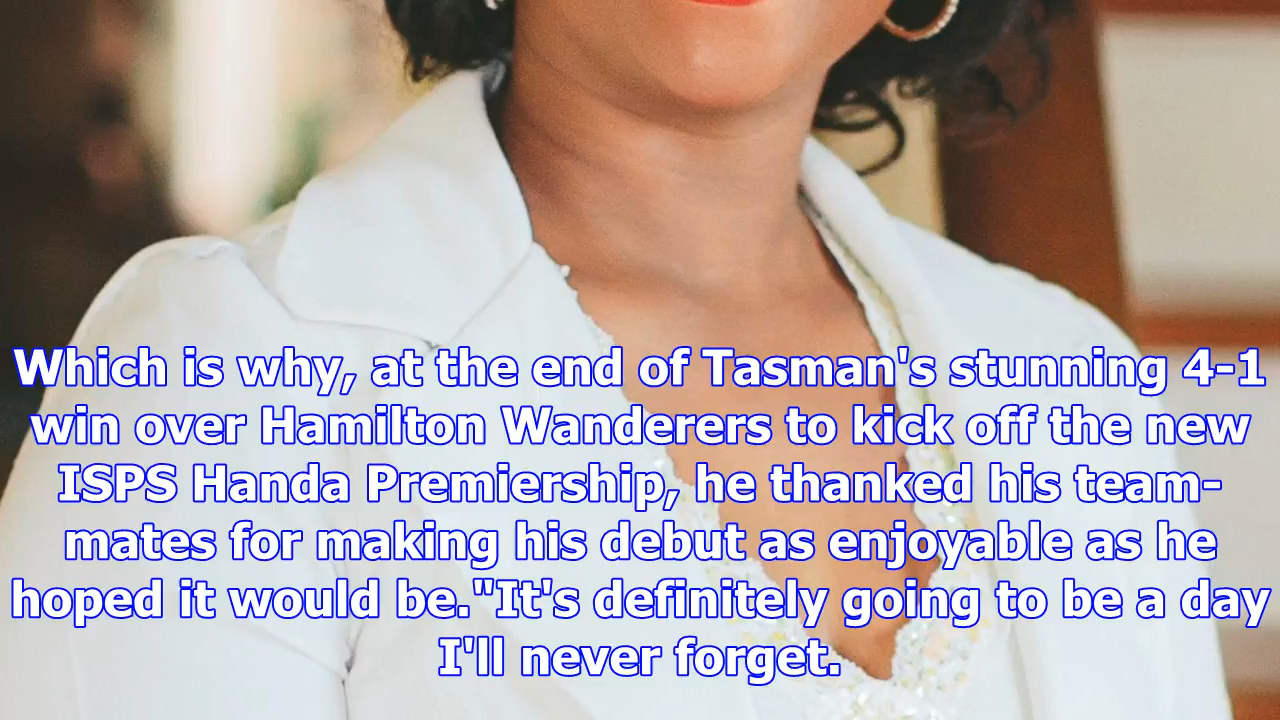 Which is why, at the end of Tasman's stunning 4-1
win over Hamilton Wanderers to kick off the new
ISPS Handa Premiership, he thanked his team-
mates for making his debut as enjoyable as he
hoped it would be."It's definitely going to be a day
I'll never forget.